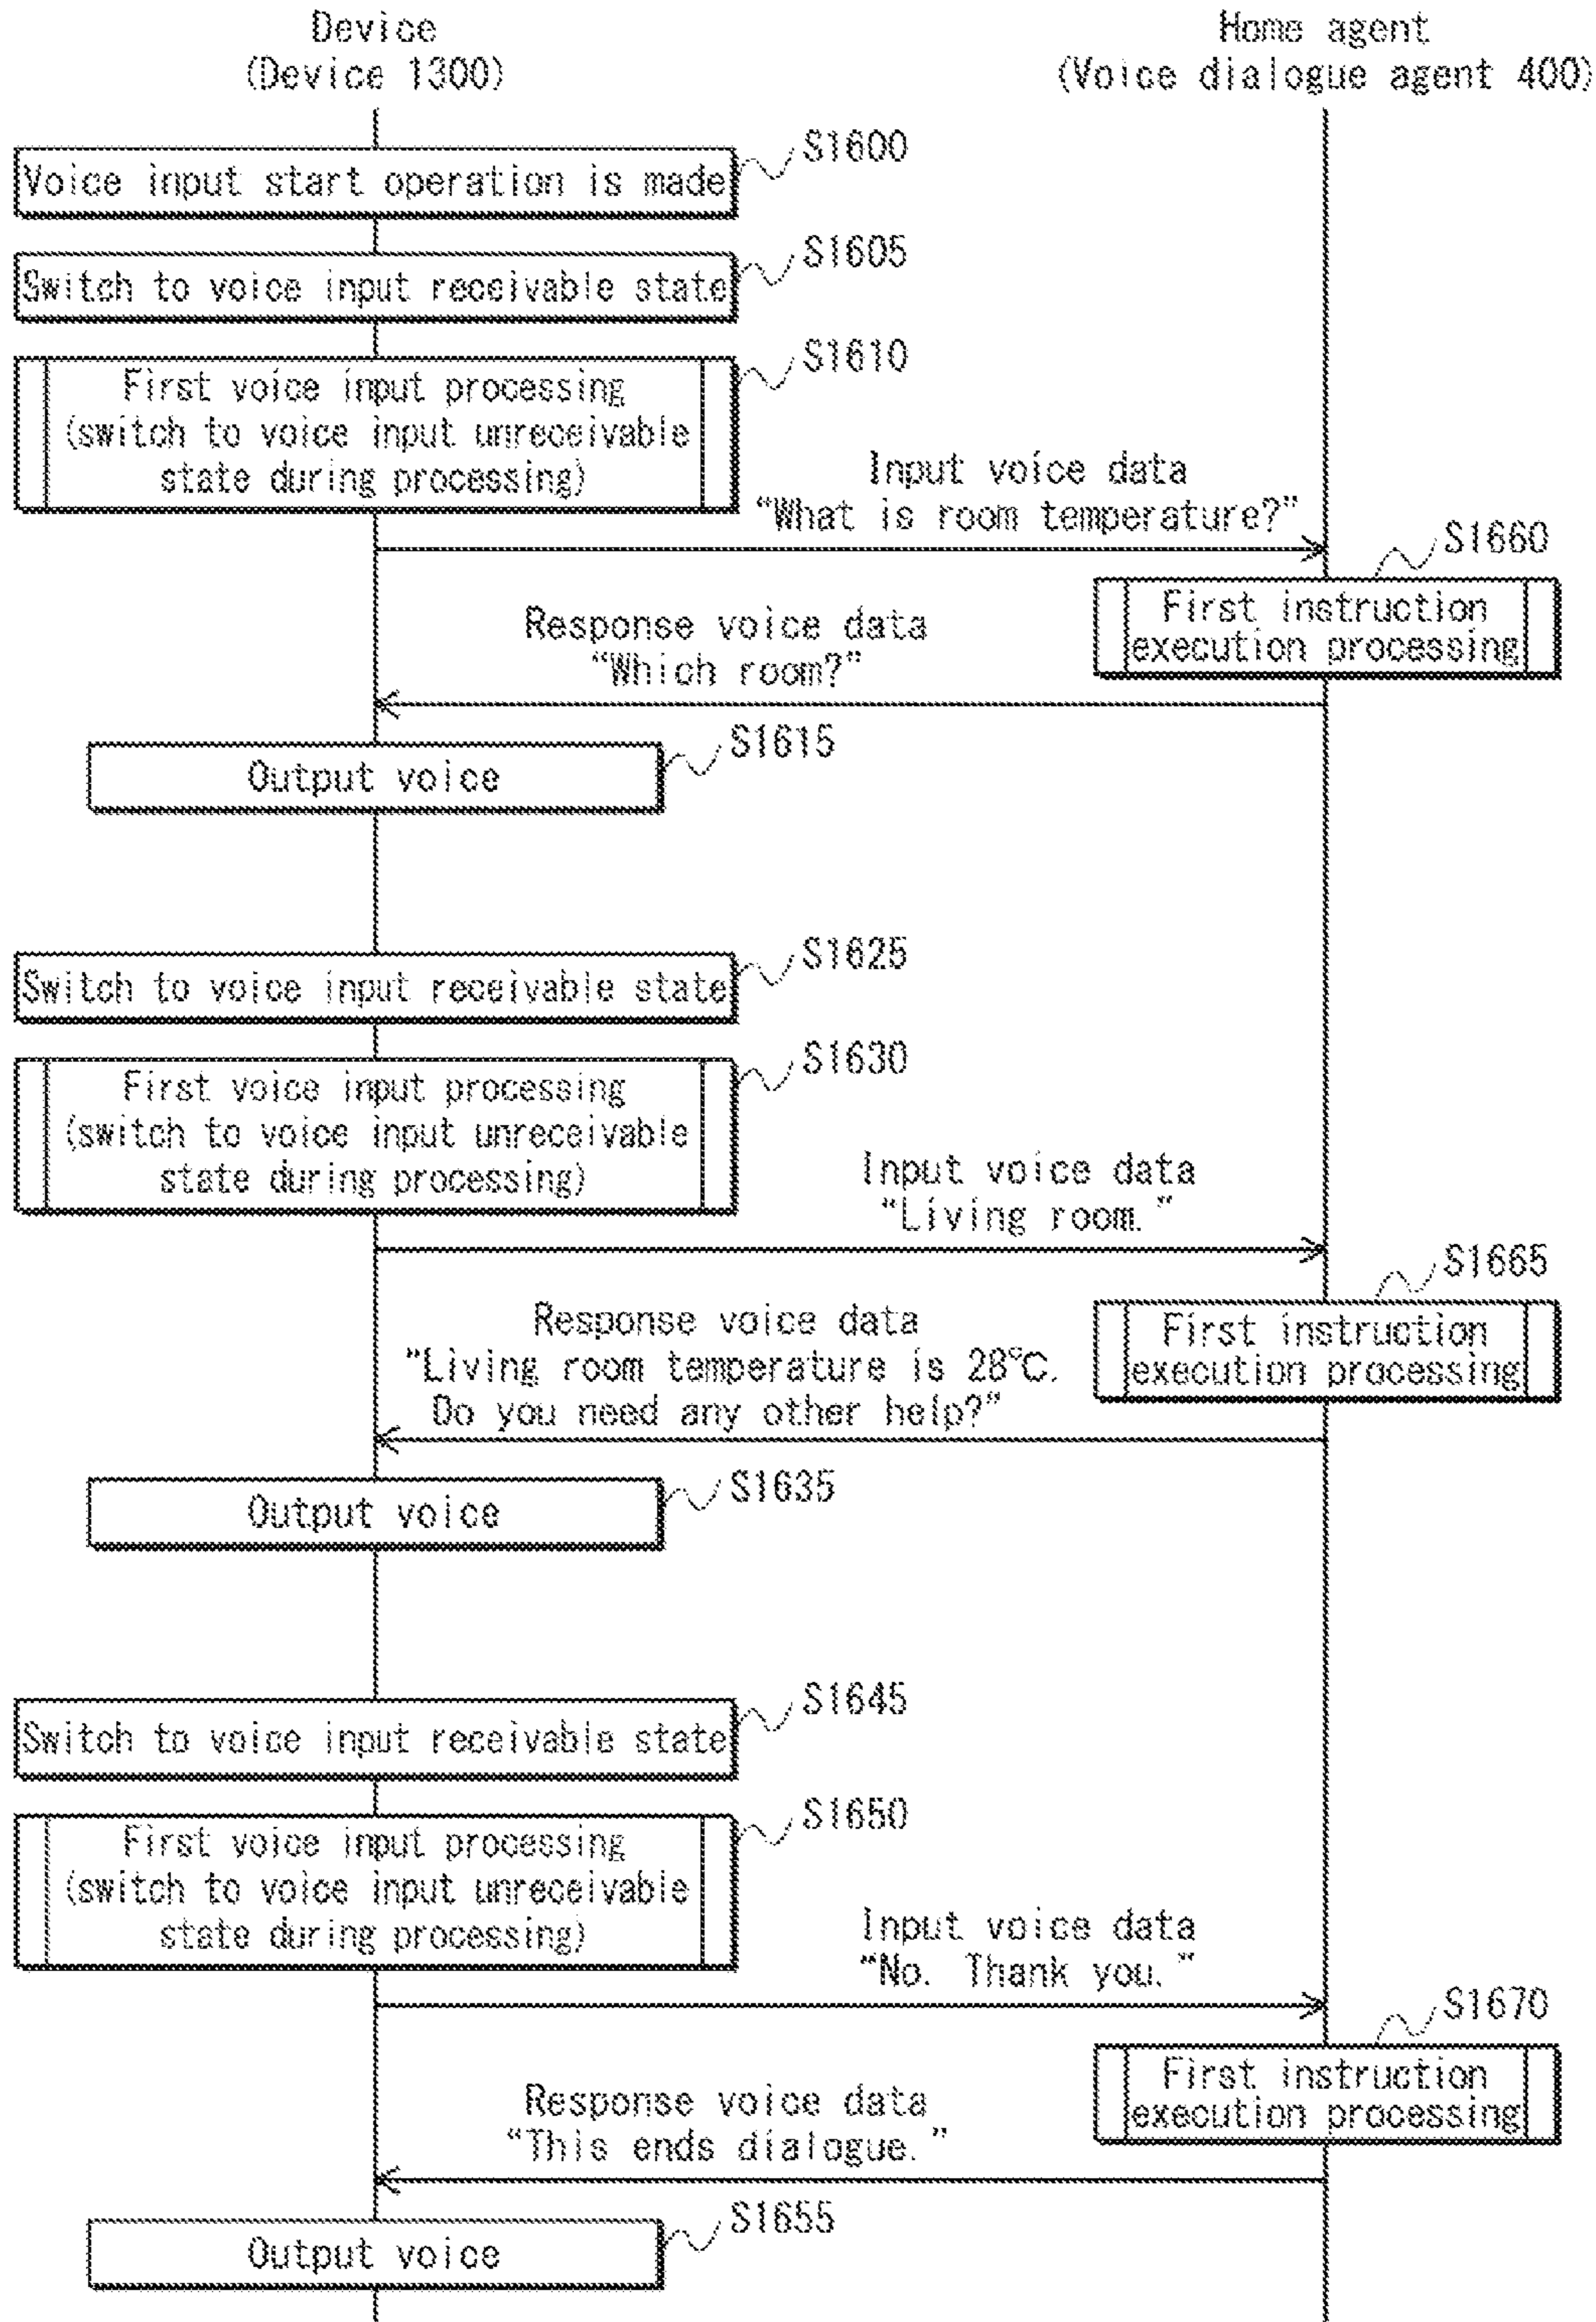 Device
(Device 1300)
Home agent
(Voice dialogue agent 400)
S1600
Voice input start operation is made
S1605
Switch to voice input receivable state
S1610
First voice input processing
(switch to voice input unreceivable
state during processing)
Input voice data
“What is room temperature?”
S1660
First instruction
execution processing
Response voice data
“Which room?”
S1615
Output voice
S1625
Switch to voice input receivable state
S1630
First voice input processing
(switch to voice input unreceivable
state during processing)
Input voice data
“Living room.”
S1665
First instruction
execution processing
Response voice data
“Living room temperature is 28℃.
Do you need any other help?”
S1635
Output voice
S1645
Switch to voice input receivable state
S1650
First voice input processing
(switch to voice input unreceivable
state during processing)
Input voice data
“No. Thank you.”
S1670
First instruction
execution processing
Response voice data
“This ends dialogue.”
S1655
Output voice